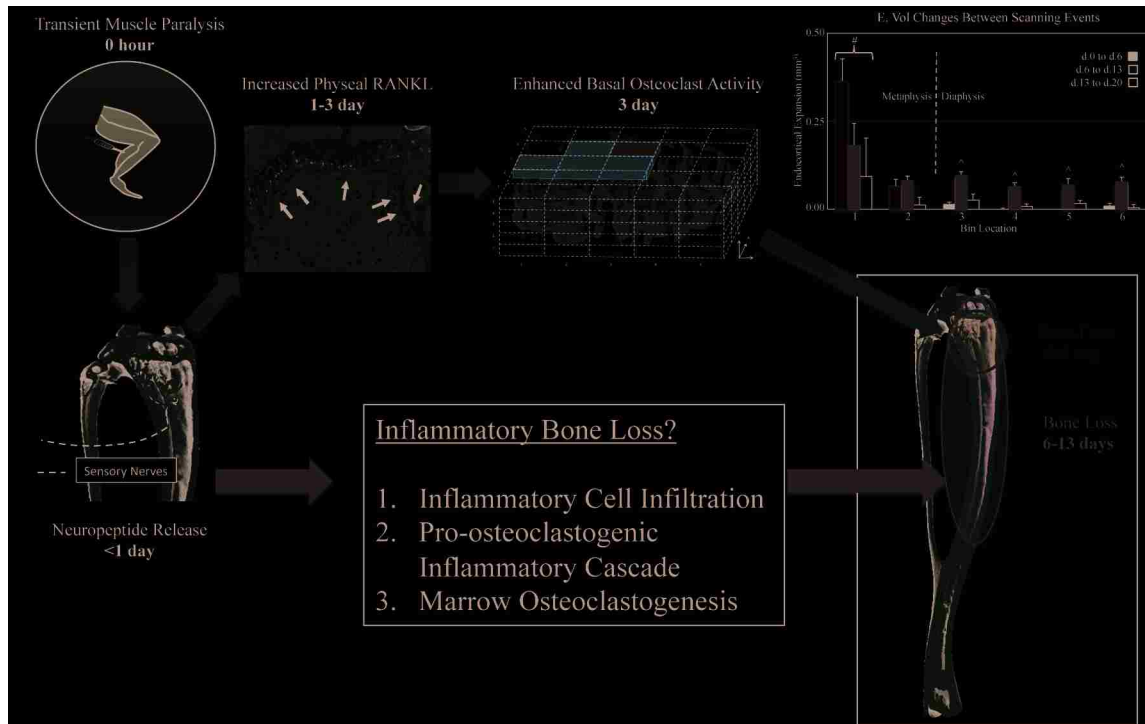 Transient Muscle Paralysis
0 hour
Increased Physeal RANKL
1-3 day
Enhanced Basal Osteoclast Activity
3 day
E. Vol Changes Between Scanning Events
0.50
0.25
0.00
Endocortical Expansion (mm³)
Metaphysis
Diaphysis
#
^
^
^
^
d.0 to d.6
d.6 to d.13
d.13 to d.20
1
2
3
4
5
6
Bin Location
Sensory Nerves
Neuropeptide Release
<1 day
Inflammatory Bone Loss?
1. Inflammatory Cell Infiltration
2. Pro-osteoclastogenic
Inflammatory Cascade
3. Marrow Osteoclastogenesis
Bone Loss
6-13 days